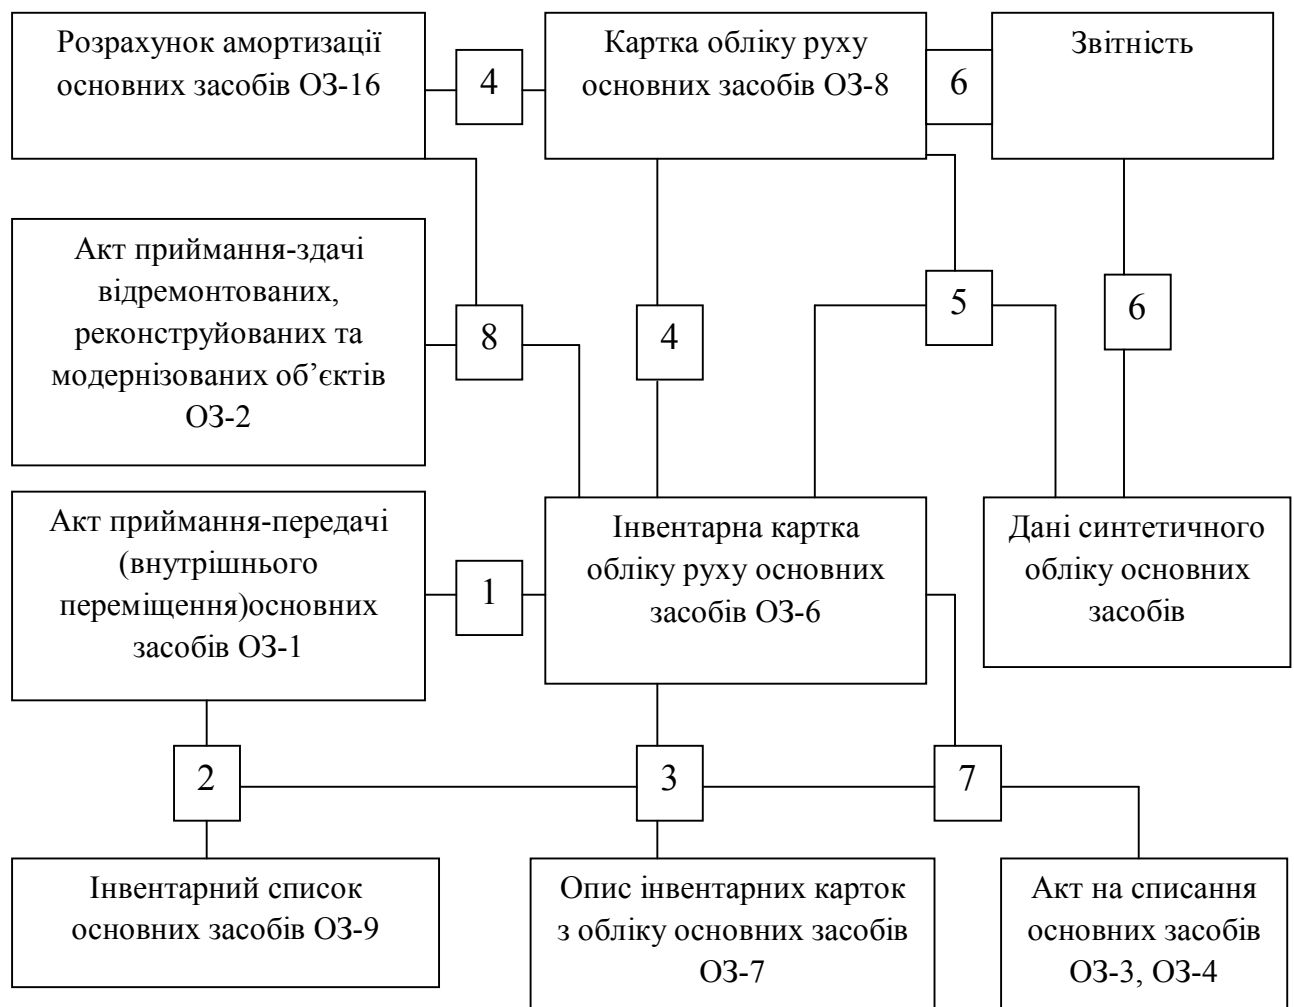 Розрахунок амортизації
основних засобів ОЗ-16
4
Картка обліку руху
основних засобів ОЗ-8
6
Звітність
Акт приймання-здачі
відремонтованих,
реконструйованих та
модернізованих об’єктів
ОЗ-2
8
4
5
6
Акт приймання-передачі
(внутрішнього
переміщення)основних
засобів ОЗ-1
1
Інвентарна картка
обліку руху основних
засобів ОЗ-6
Дані синтетичного
обліку основних
засобів
2
3
7
Інвентарний список
основних засобів ОЗ-9
Опис інвентарних карток
з обліку основних засобів
ОЗ-7
Акт на списання
основних засобів
ОЗ-3, ОЗ-4